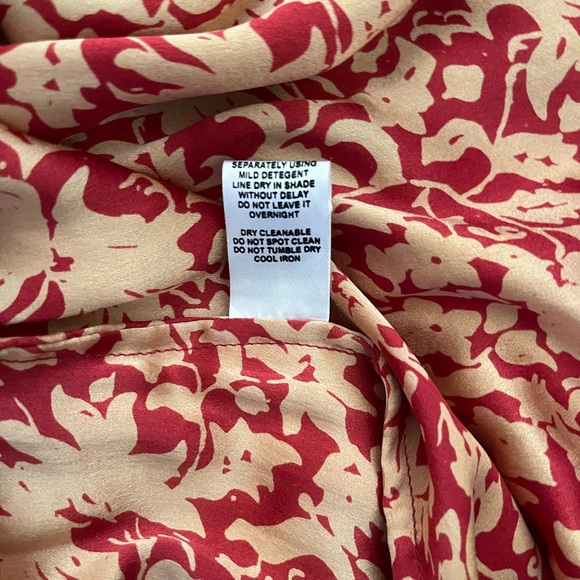 SEPARATELY USING
MILD DETEGENT
LINE DRY IN SHADE
WITHOUT DELAY
DO NOT LEAVE IT
OVERNIGHT
DRY CLEANABLE
DO NOT SPOT CLEAN
DO NOT TUMBLE DRY
COOL IRON